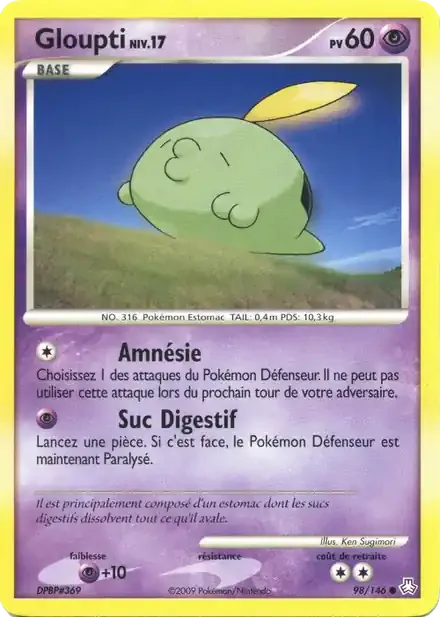 Gloupti NIV.17 PV 60
BASE
NO. 316 Pokémon Estomac TAIL: 0,4m PDS: 10,3kg
Amnésie
Choisissez 1 des attaques du Pokémon Défenseur. Il ne peut pas
utiliser cette attaque lors du prochain tour de votre adversaire.
Suc Digestif
Lancez une pièce. Si c'est face, le Pokémon Défenseur est
maintenant Paralysé.
Il est principalement composé d'un estomac dont les sucs
digestifs dissolvent tout ce qu'il avale.
Illus. Ken Sugimori
faiblesse résistance coût de retraite
+10
DPBP#369 ©2009 Pokémon/Nintendo 98/146